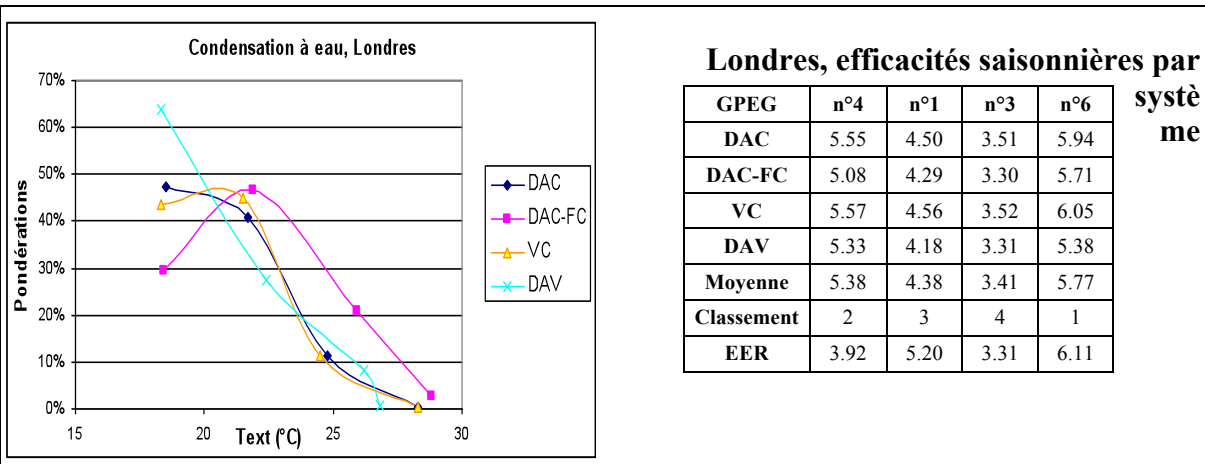 Condensation à eau, Londres
70%
60%
50%
40%
30%
20%
10%
0%
Pondérations
15 20 25 30
Text (°C)
DAC
DAC-FC
VC
DAV
Londres, efficacités saisonnières par
systè
me
GPEG n°4 n°1 n°3 n°6
DAC 5.55 4.50 3.51 5.94
DAC-FC 5.08 4.29 3.30 5.71
VC 5.57 4.56 3.52 6.05
DAV 5.33 4.18 3.31 5.38
Moyenne 5.38 4.38 3.41 5.77
Classement 2 3 4 1
EER 3.92 5.20 3.31 6.11